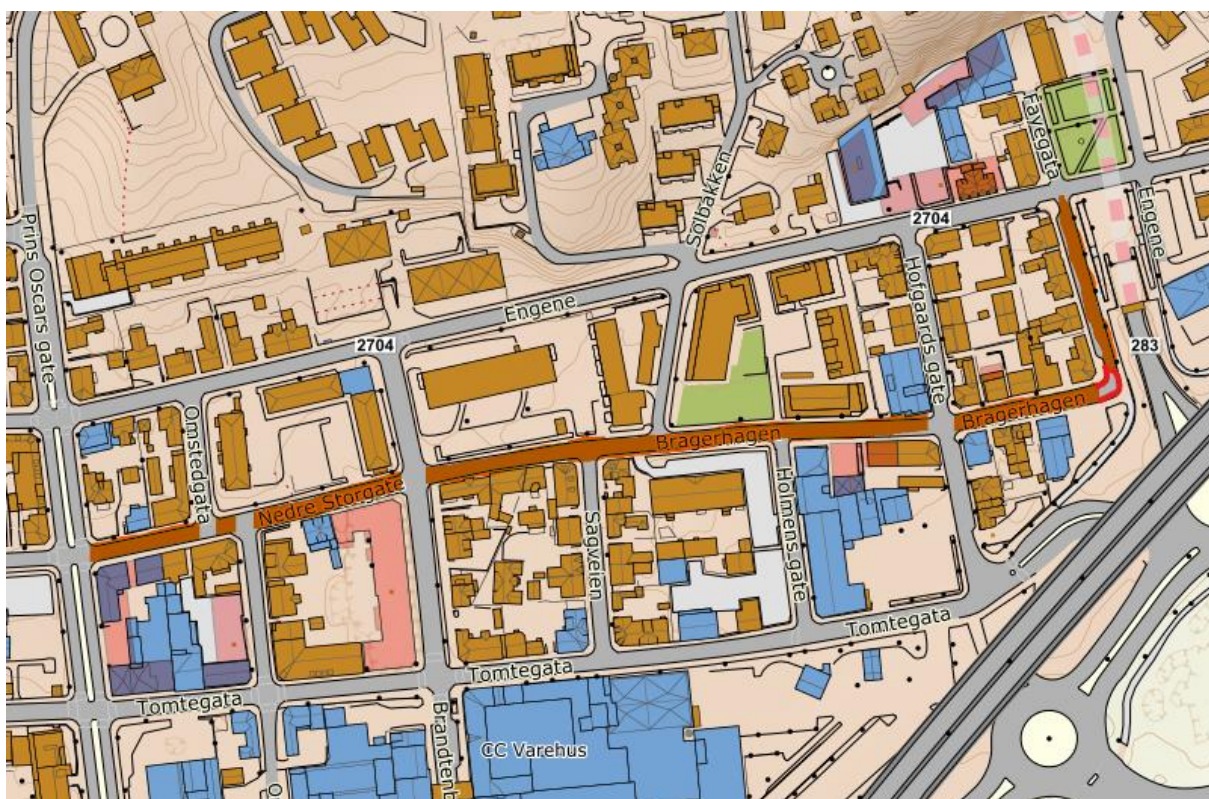 Fayegata
2704
Engene
Solbakken
Prins Oscars gate
Hofgaards gate
Engene
2704
283
Omstedgata
Bragerhagen
Bragerhagen
Nedre Storgate
Sagveien
Holmens gate
Tomtegata
Tomtegata
Tomtegata
Brandtenb
CC Varehus